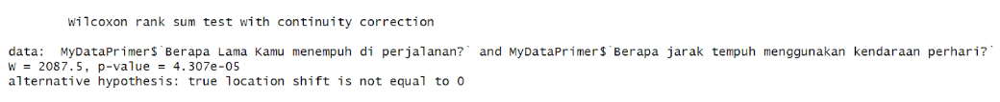 Wilcoxon rank sum test with continuity correction
data:  MyDataPrimer$`Berapa Lama Kamu menempuh di perjalanan?` and MyDataPrimer$`Berapa jarak tempuh menggunakan kendaraan perhari?`
W = 2087.5, p-value = 4.307e-05
alternative hypothesis: true location shift is not equal to 0